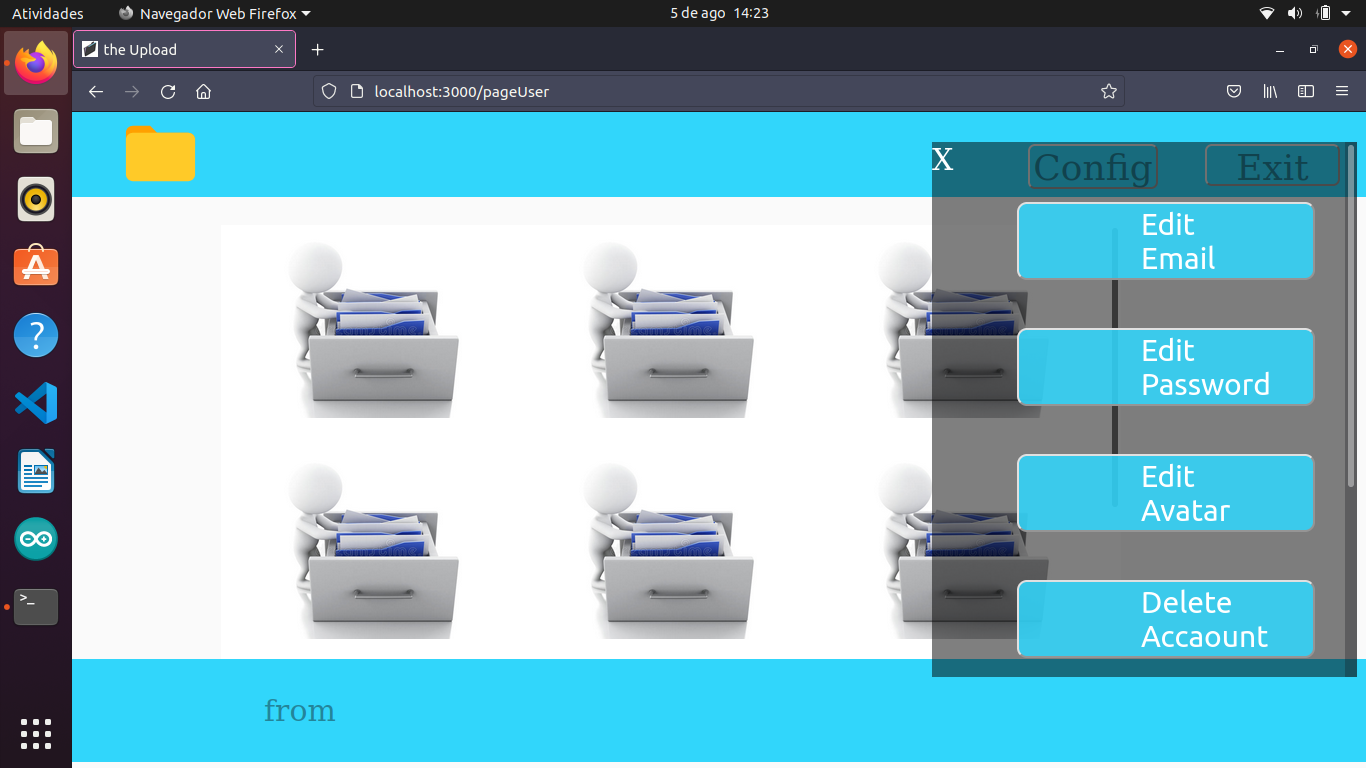 Atividades Navegador Web Firefox 5 de ago 14:23
the Upload
localhost:3000/pageUser
X Config Exit
Edit
Email
Edit
Password
Edit
Avatar
Delete
Accaount
from